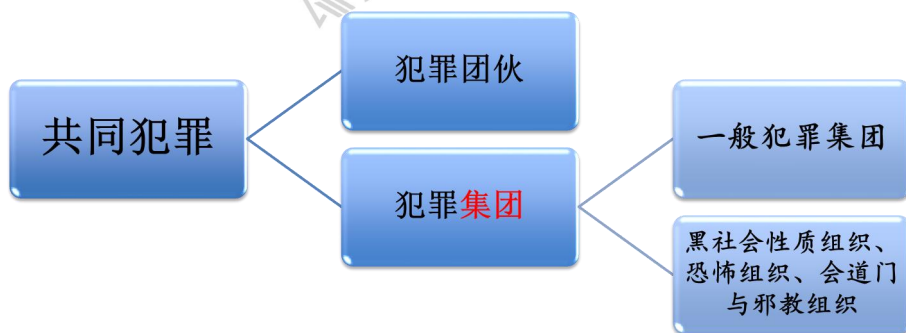 犯罪团伙
共同犯罪
一般犯罪集团
犯罪集团
黑社会性质组织、
恐怖组织、会道门
与邪教组织